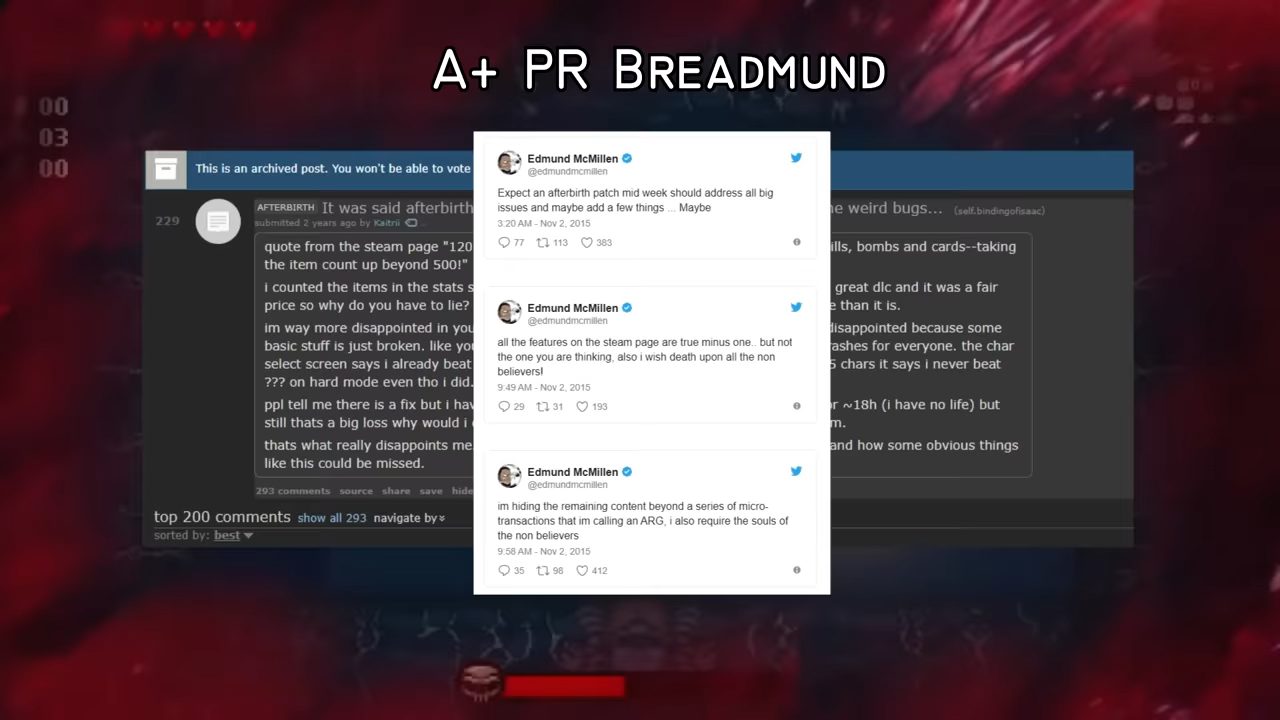 A+ PR BREADMUND
00
03
00
This is an archived post. You won't be able to vote
229
AFTERBIRTH It was said afterbirth
e weird bugs... (self.bindingofisaac)
submitted 2 years ago by Kaitrii
quote from the steam page "120
ills, bombs and cards--taking
the item count up beyond 500!"
i counted the items in the stats s
great dlc and it was a fair
price so why do you have to lie?
e than it is.
im way more disappointed in you
disappointed because some
basic stuff is just broken. like you
rashes for everyone. the char
select screen says i already beat
5 chars it says i never beat
??? on hard mode even tho i did.
ppl tell me there is a fix but i hav
or ~18h (i have no life) but
still thats a big loss why would i
m.
thats what really disappoints me
and how some obvious things
like this could be missed.
293 comments source share save hide
top 200 comments show all 293 navigate by
sorted by: best
Edmund McMillen
@edmundmcmillen
Expect an afterbirth patch mid week should address all big
issues and maybe add a few things ... Maybe
3:20 AM - Nov 2, 2015
77 113 383
Edmund McMillen
@edmundmcmillen
all the features on the steam page are true minus one.. but not
the one you are thinking, also i wish death upon all the non
believers!
9:49 AM - Nov 2, 2015
29 31 193
Edmund McMillen
@edmundmcmillen
im hiding the remaining content beyond a series of micro-
transactions that im calling an ARG, i also require the souls of
the non believers
9:58 AM - Nov 2, 2015
35 98 412